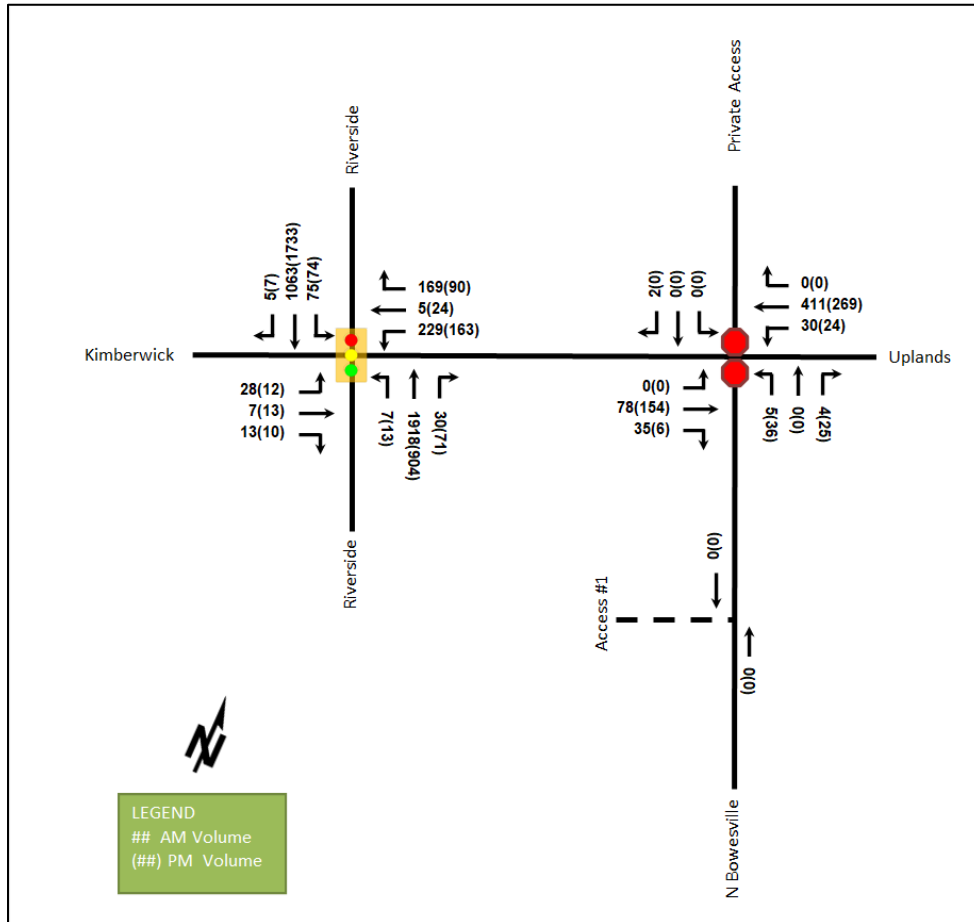 Private Access
Riverside
5(7)
1063(1733)
75(74)
169(90)
5(24)
229(163)
2(0)
0(0)
0(0)
0(0)
411(269)
30(24)
Kimberwick
Uplands
28(12)
7(13)
13(10)
7(13)
1918(904)
30(71)
0(0)
78(154)
35(6)
5(36)
0(0)
4(25)
Riverside
0(0)
Access #1
0(0)
N
LEGEND
## AM Volume
(##) PM Volume
N Bowesville